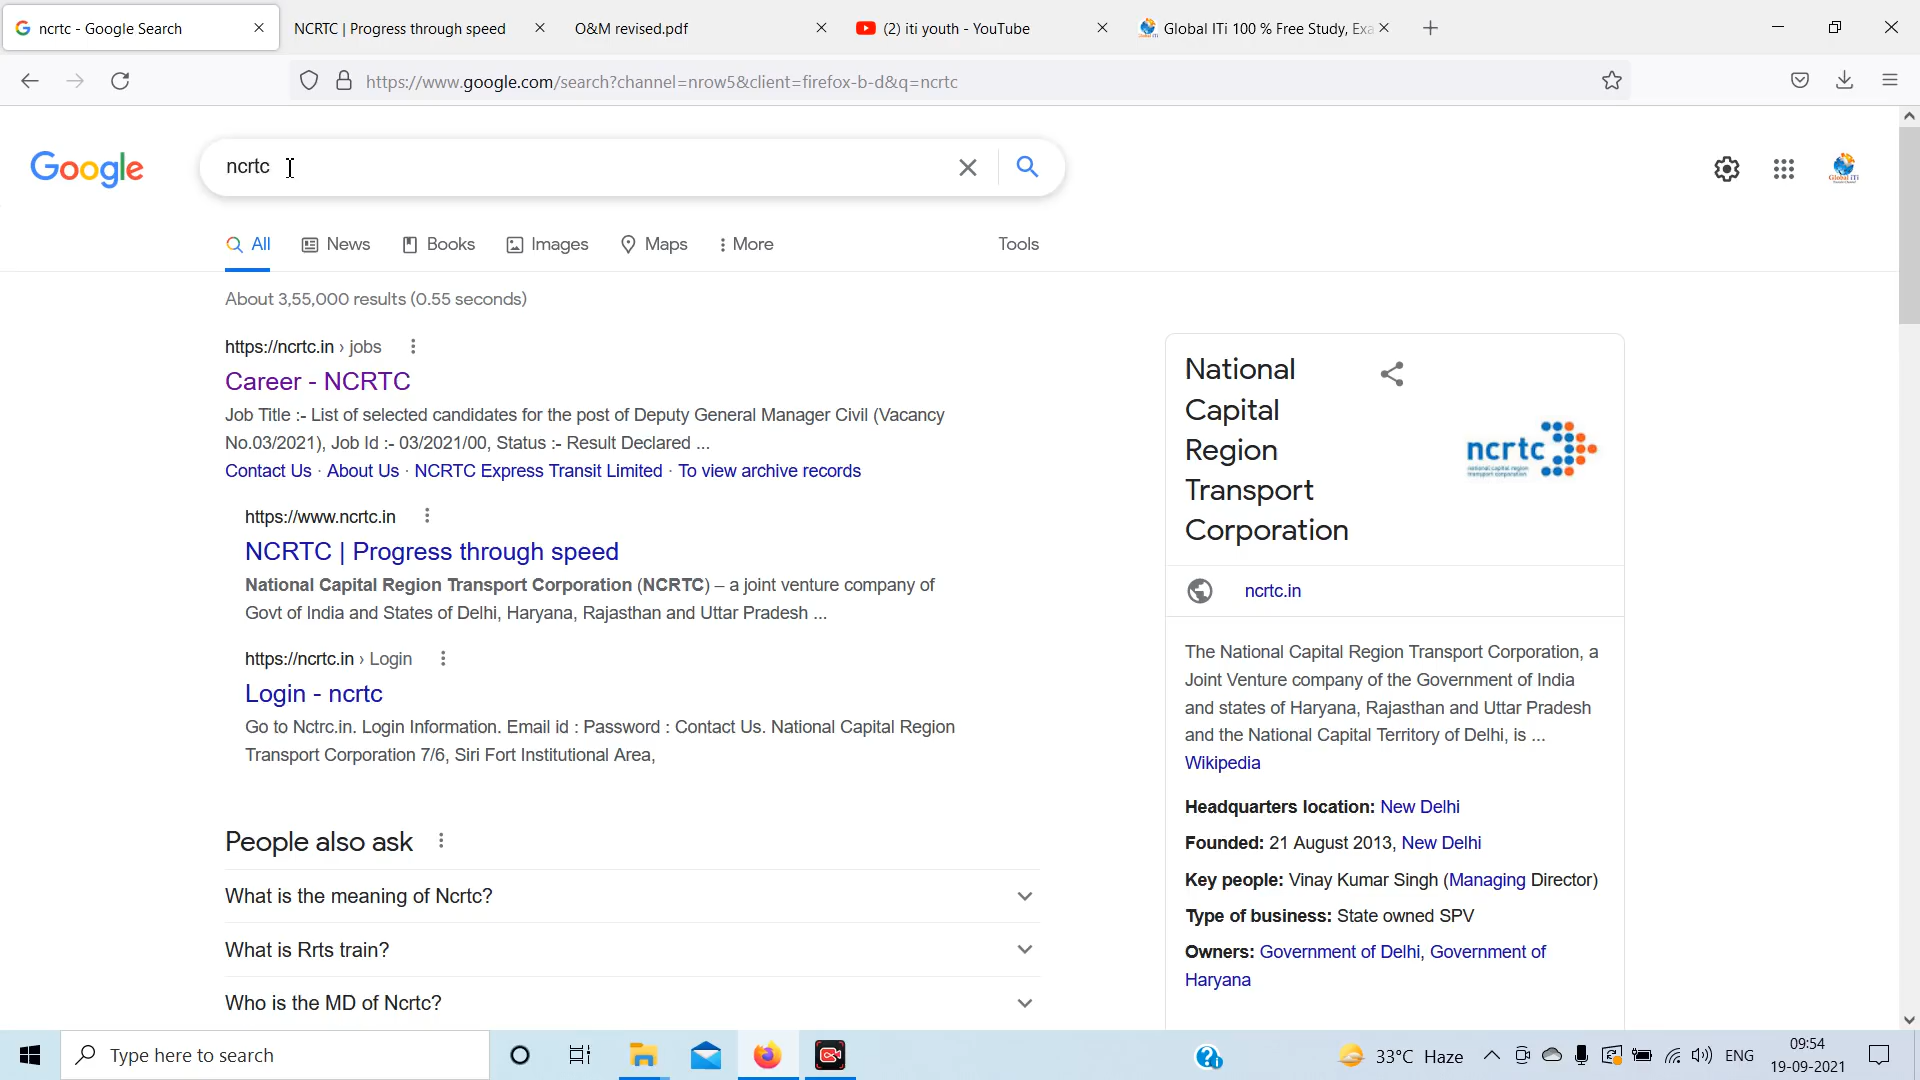 ncrtc - Google Search
NCRTC | Progress through speed
O&M revised.pdf
(2) iti youth - YouTube
Global ITi 100 % Free Study, Exa
https://www.google.com/search?channel=nrow5&client=firefox-b-d&q=ncrtc
Google
ncrtc
Global iTi
All
News
Books
Images
Maps
More
Tools
About 3,55,000 results (0.55 seconds)
https://ncrtc.in › jobs
Career - NCRTC
Job Title :- List of selected candidates for the post of Deputy General Manager Civil (Vacancy
No.03/2021), Job Id :- 03/2021/00, Status :- Result Declared ...
Contact Us · About Us · NCRTC Express Transit Limited · To view archive records
https://www.ncrtc.in
NCRTC | Progress through speed
National Capital Region Transport Corporation (NCRTC) – a joint venture company of
Govt of India and States of Delhi, Haryana, Rajasthan and Uttar Pradesh ...
https://ncrtc.in › Login
Login - ncrtc
Go to Nctrc.in. Login Information. Email id : Password : Contact Us. National Capital Region
Transport Corporation 7/6, Siri Fort Institutional Area,
People also ask
What is the meaning of Ncrtc?
What is Rrts train?
Who is the MD of Ncrtc?
National
Capital
Region
Transport
Corporation
ncrtc
national capital region
transport corporation
ncrtc.in
The National Capital Region Transport Corporation, a
Joint Venture company of the Government of India
and states of Haryana, Rajasthan and Uttar Pradesh
and the National Capital Territory of Delhi, is ...
Wikipedia
Headquarters location: New Delhi
Founded: 21 August 2013, New Delhi
Key people: Vinay Kumar Singh (Managing Director)
Type of business: State owned SPV
Owners: Government of Delhi, Government of
Haryana
Type here to search
33°C Haze
ENG
09:54
19-09-2021